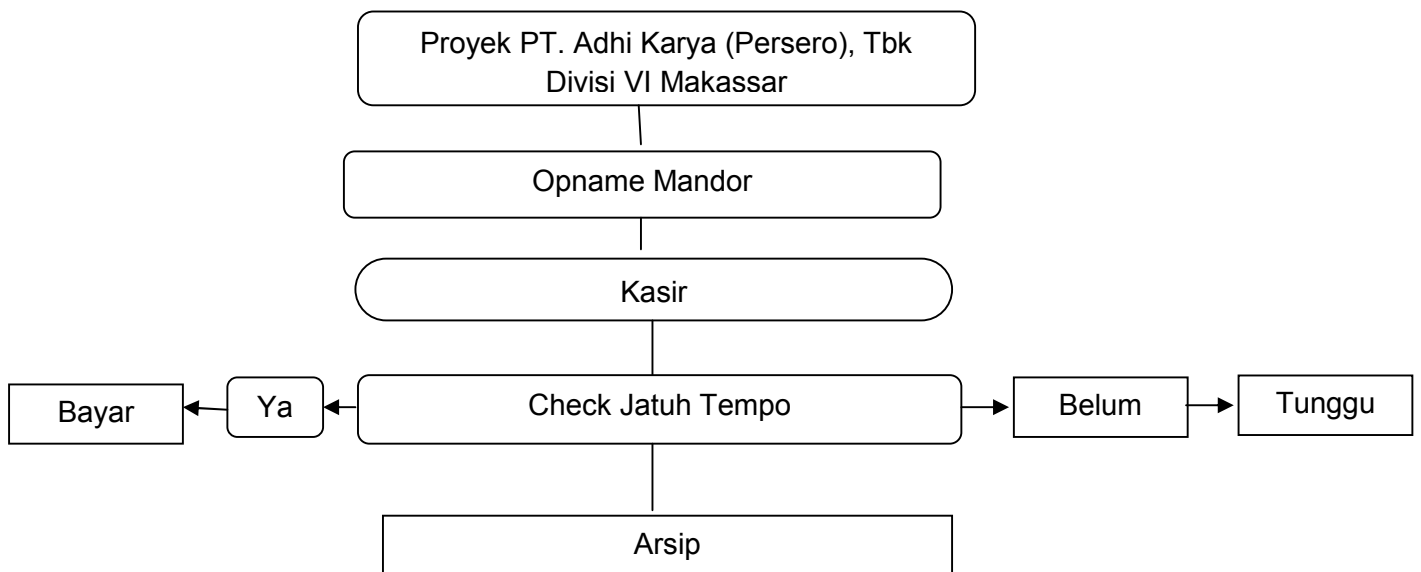 Proyek PT. Adhi Karya (Persero), Tbk
Divisi VI Makassar
Opname Mandor
Kasir
Bayar
Ya
Check Jatuh Tempo
Belum
Tunggu
Arsip